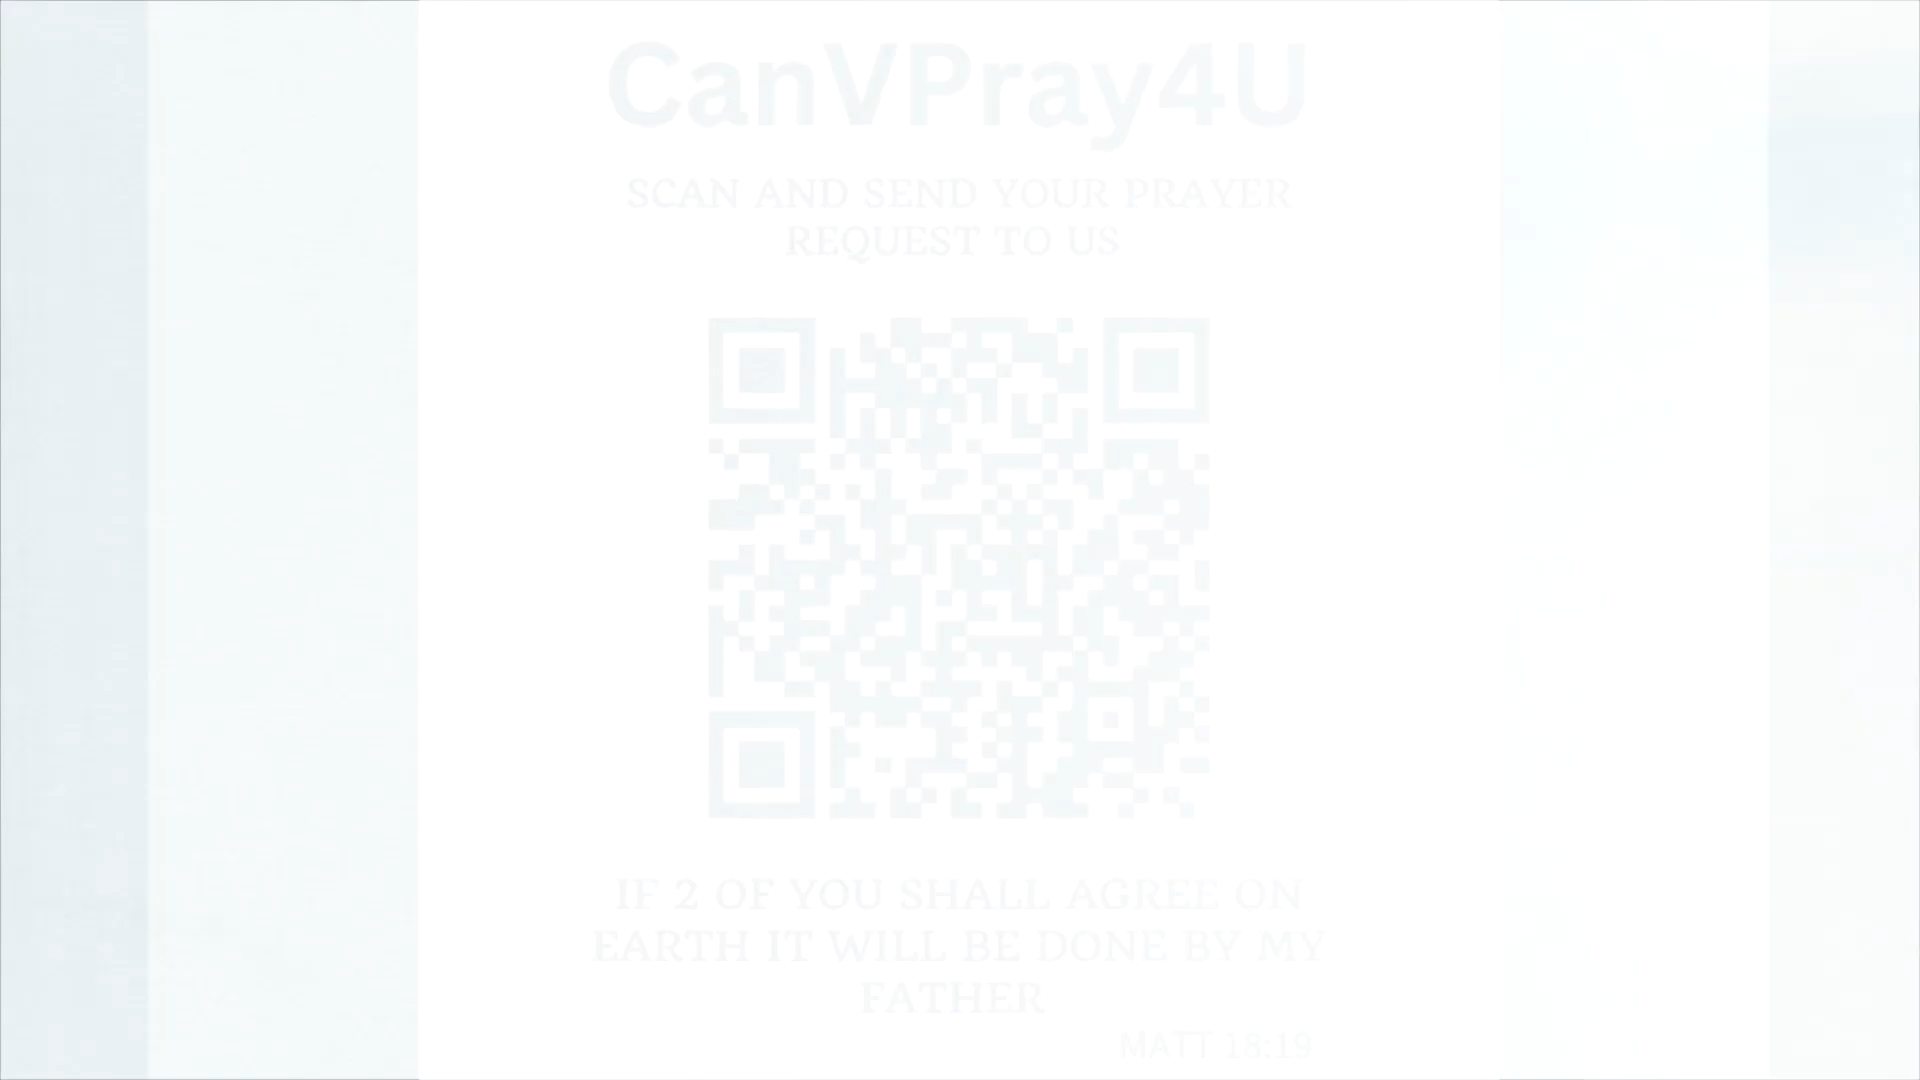 CanVPray4U
SCAN AND SEND YOUR PRAYER
REQUEST TO US
IF 2 OF YOU SHALL AGREE ON
EARTH IT WILL BE DONE BY MY
FATHER
MATT 18:19